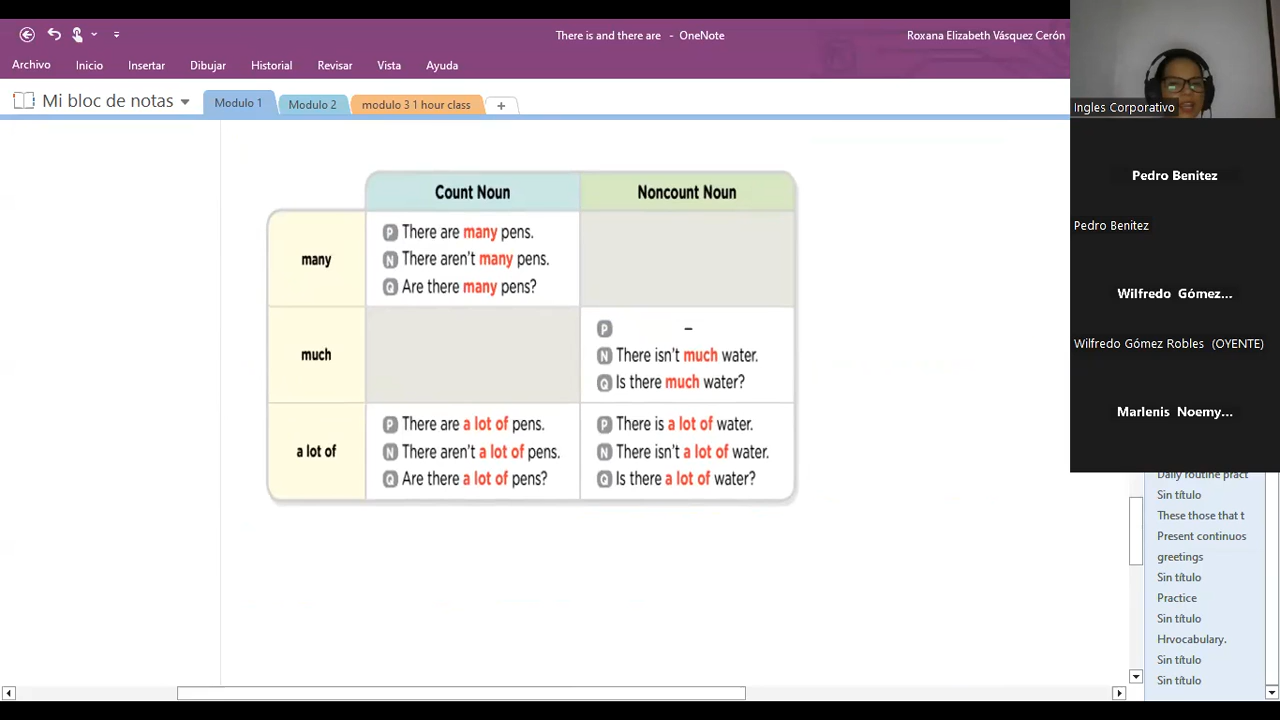 There is and there are - OneNote
Roxana Elizabeth Vásquez Cerón
Archivo Inicio Insertar Dibujar Historial Revisar Vista Ayuda
Mi bloc de notas
Modulo 1
Modulo 2
modulo 3 1 hour class
Count Noun
Noncount Noun
many
P There are many pens.
N There aren't many pens.
Q Are there many pens?
much
P –
N There isn't much water.
Q Is there much water?
a lot of
P There are a lot of pens.
N There aren't a lot of pens.
Q Are there a lot of pens?
P There is a lot of water.
N There isn't a lot of water.
Q Is there a lot of water?
Ingles Corporativo
Pedro Benitez
Pedro Benitez
Wilfredo Gómez...
Wilfredo Gómez Robles (OYENTE)
Marlenis Noemy...
Daily routine pract
Sin título
These those that t
Present continuos
greetings
Sin título
Practice
Sin título
Hrvocabulary.
Sin título
Sin título